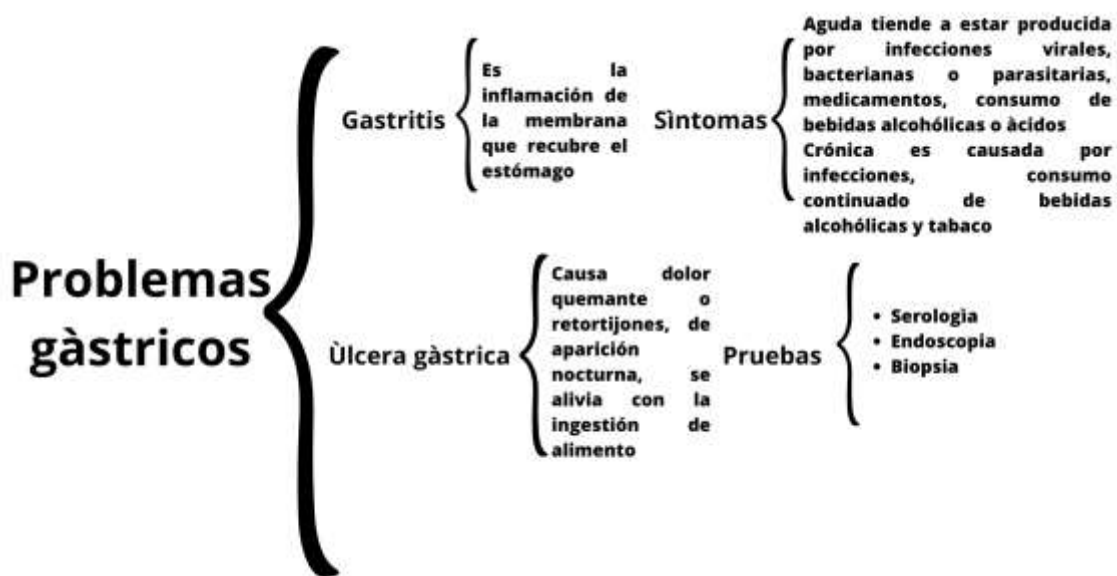 Problemas
gàstricos
Gastritis
Es la
inflamación de
la membrana
que recubre el
estómago
Sìntomas
Aguda tiende a estar producida
por infecciones virales,
bacterianas o parasitarias,
medicamentos, consumo de
bebidas alcohólicas o àcidos
Crónica es causada por
infecciones, consumo
continuado de bebidas
alcohólicas y tabaco
Ùlcera gàstrica
Causa dolor
quemante o
retortijones, de
aparición
nocturna, se
alivia con la
ingestión de
alimento
Pruebas
• Serologìa
• Endoscopia
• Biopsia